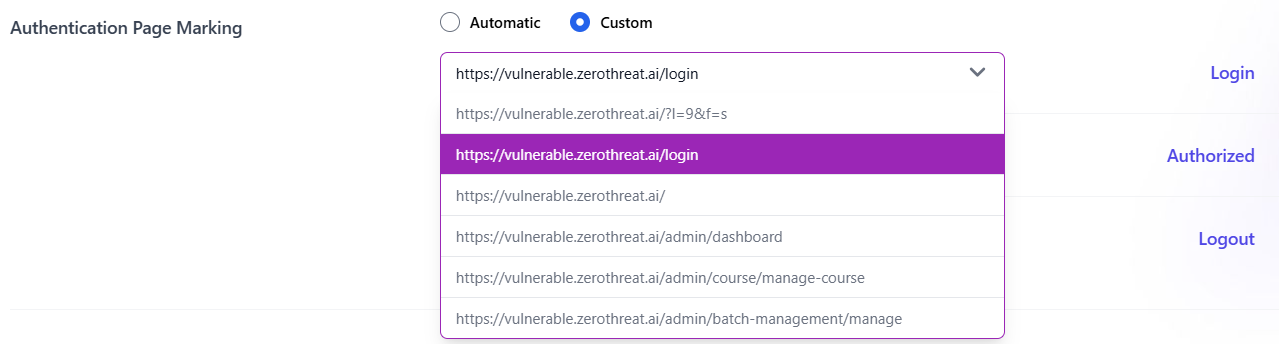 Authentication Page Marking
Automatic
Custom
https://vulnerable.zerothreat.ai/login
Login
https://vulnerable.zerothreat.ai/?l=9&f=s
https://vulnerable.zerothreat.ai/login
Authorized
https://vulnerable.zerothreat.ai/
https://vulnerable.zerothreat.ai/admin/dashboard
Logout
https://vulnerable.zerothreat.ai/admin/course/manage-course
https://vulnerable.zerothreat.ai/admin/batch-management/manage